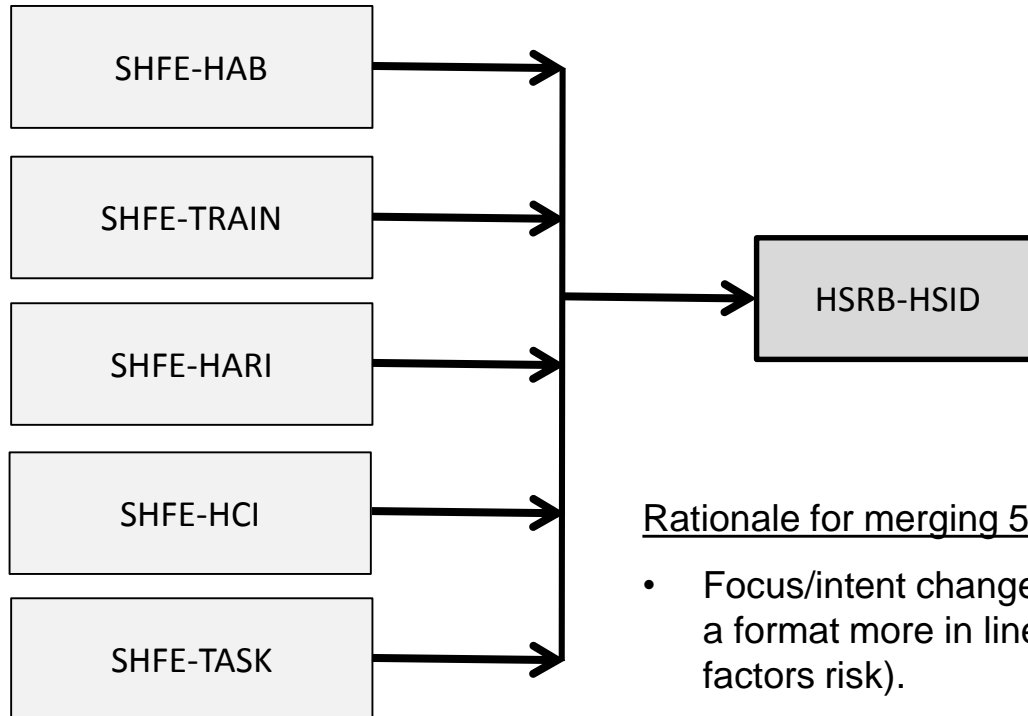 SHFE-HAB
SHFE-TRAIN
SHFE-HARI
SHFE-HCI
SHFE-TASK
HSRB-HSID
Rationale for merging 5
• Focus/intent change
a format more in line
factors risk).